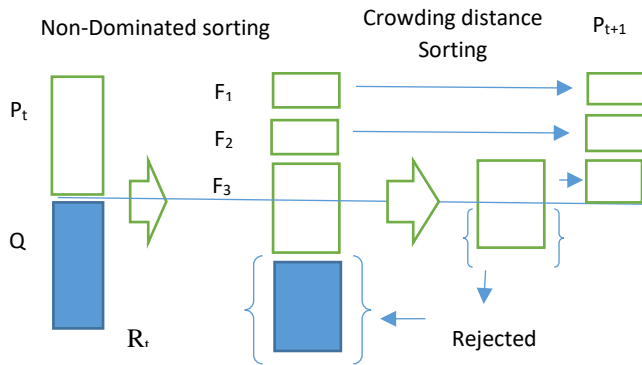 Non-Dominated sorting
Crowding distance
Sorting
Pₜ₊₁
Pₜ
F₁
F₂
F₃
Q
Rₜ
Rejected